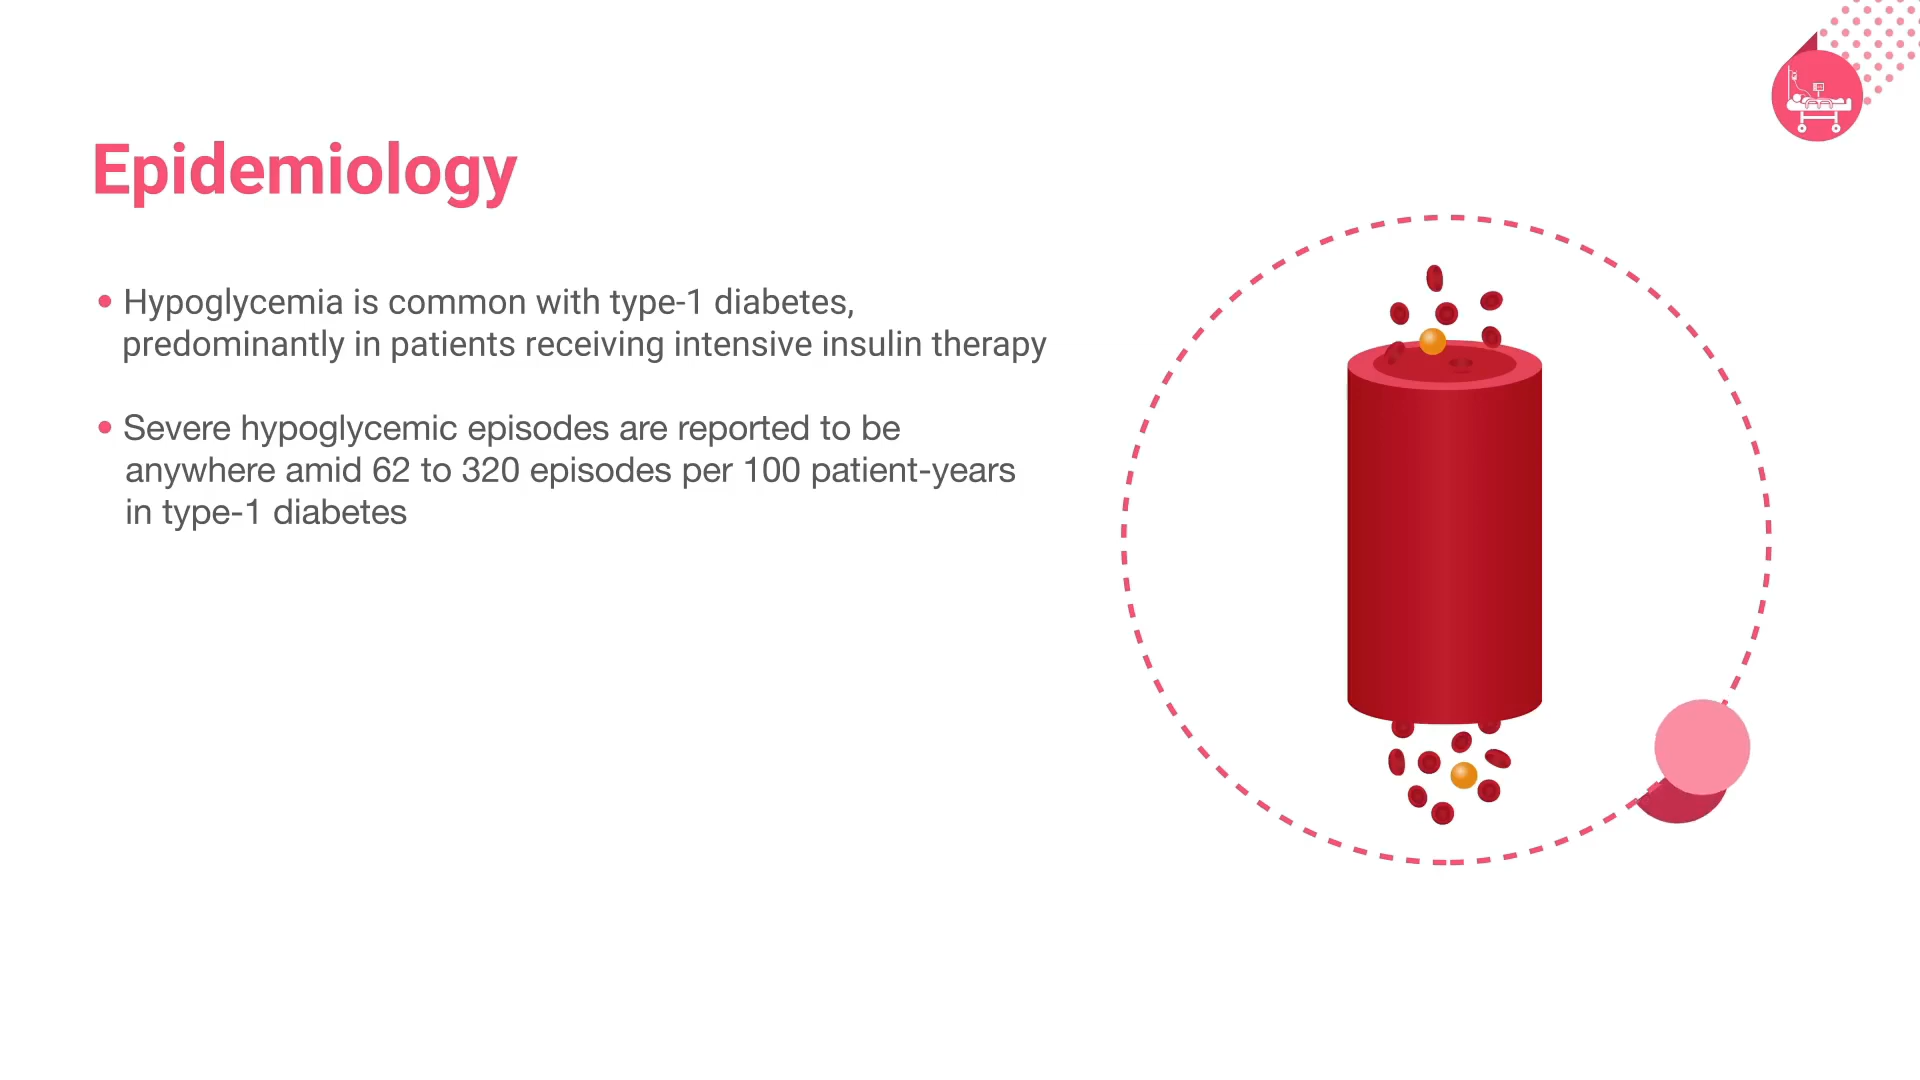 Epidemiology
• Hypoglycemia is common with type-1 diabetes,
predominantly in patients receiving intensive insulin therapy
• Severe hypoglycemic episodes are reported to be
anywhere amid 62 to 320 episodes per 100 patient-years
in type-1 diabetes